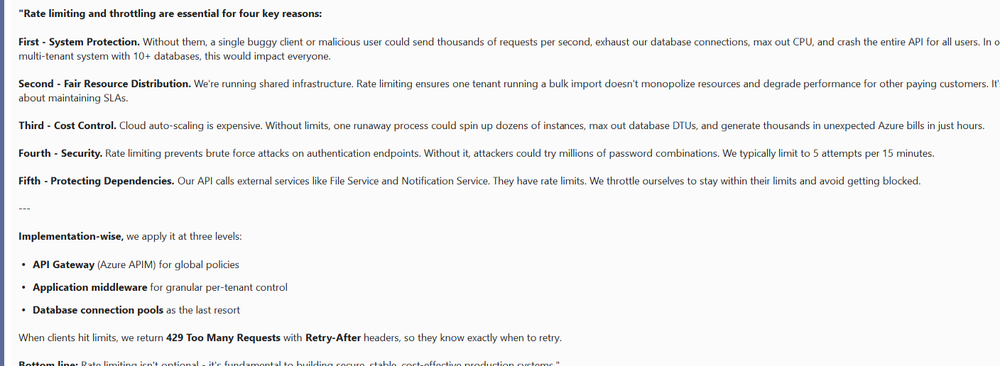 "Rate limiting and throttling are essential for four key reasons:
First - System Protection. Without them, a single buggy client or malicious user could send thousands of requests per second, exhaust our database connections, max out CPU, and crash the entire API for all users. In
multi-tenant system with 10+ databases, this would impact everyone.
Second - Fair Resource Distribution. We're running shared infrastructure. Rate limiting ensures one tenant running a bulk import doesn't monopolize resources and degrade performance for other paying customers. It's
about maintaining SLAs.
Third - Cost Control. Cloud auto-scaling is expensive. Without limits, one runaway process could spin up dozens of instances, max out database DTUs, and generate thousands in unexpected Azure bills in just hours.
Fourth - Security. Rate limiting prevents brute force attacks on authentication endpoints. Without it, attackers could try millions of password combinations. We typically limit to 5 attempts per 15 minutes.
Fifth - Protecting Dependencies. Our API calls external services like File Service and Notification Service. They have rate limits. We throttle ourselves to stay within their limits and avoid getting blocked.
---
Implementation-wise, we apply it at three levels:
• API Gateway (Azure APIM) for global policies
• Application middleware for granular per-tenant control
• Database connection pools as the last resort
When clients hit limits, we return 429 Too Many Requests with Retry-After headers, so they know exactly when to retry.
Bottom line: Rate limiting isn't optional - it's fundamental to building secure, stable, cost-effective production systems."